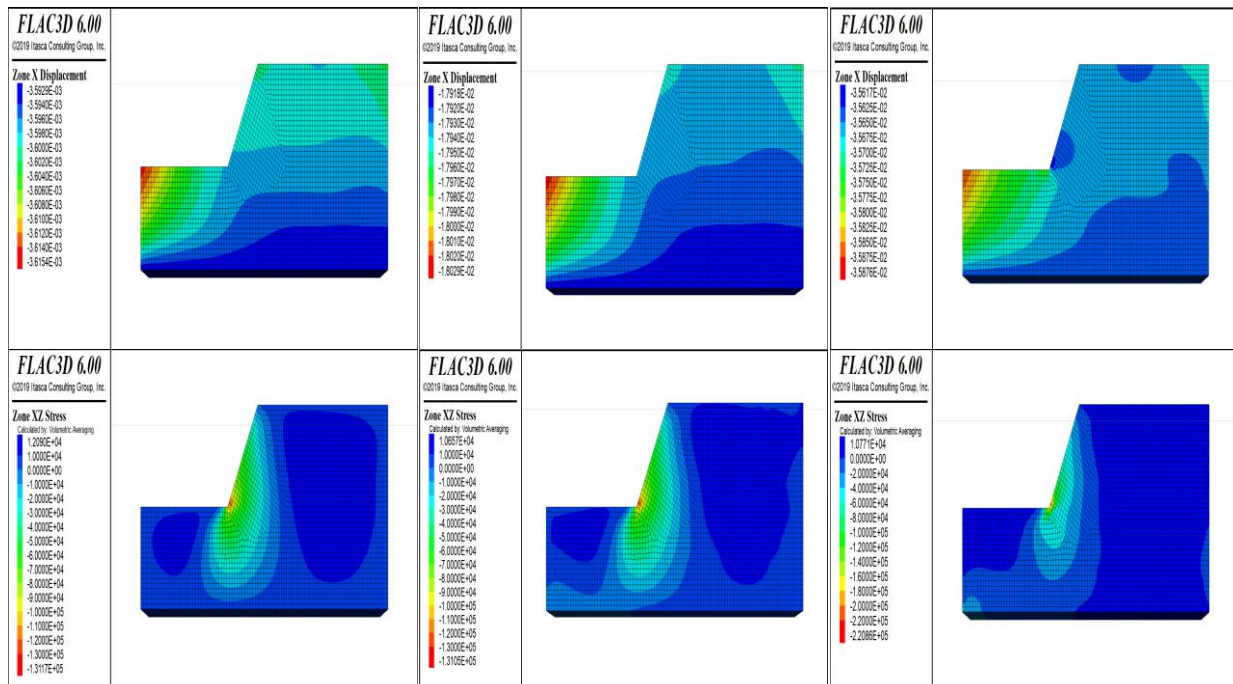 FLAC3D 6.00
©2019 Itasca Consulting Group, Inc.
Zone X Displacement
-3.5929E-03
-3.5940E-03
-3.5960E-03
-3.5980E-03
-3.6000E-03
-3.6020E-03
-3.6040E-03
-3.6060E-03
-3.6080E-03
-3.6100E-03
-3.6120E-03
-3.6140E-03
-3.6154E-03
FLAC3D 6.00
©2019 Itasca Consulting Group, Inc.
Zone X Displacement
-1.7918E-02
-1.7920E-02
-1.7930E-02
-1.7940E-02
-1.7950E-02
-1.7960E-02
-1.7970E-02
-1.7980E-02
-1.7990E-02
-1.8000E-02
-1.8010E-02
-1.8020E-02
-1.8029E-02
FLAC3D 6.00
©2019 Itasca Consulting Group, Inc.
Zone X Displacement
-3.5617E-02
-3.5625E-02
-3.5650E-02
-3.5675E-02
-3.5700E-02
-3.5725E-02
-3.5750E-02
-3.5775E-02
-3.5800E-02
-3.5825E-02
-3.5850E-02
-3.5875E-02
-3.5876E-02
FLAC3D 6.00
©2019 Itasca Consulting Group, Inc.
Zone XZ Stress
Calculated by: Volumetric Averaging
1.2090E+04
1.0000E+04
0.0000E+00
-1.0000E+04
-2.0000E+04
-3.0000E+04
-4.0000E+04
-5.0000E+04
-6.0000E+04
-7.0000E+04
-8.0000E+04
-9.0000E+04
-1.0000E+05
-1.1000E+05
-1.2000E+05
-1.3000E+05
-1.3117E+05
FLAC3D 6.00
©2019 Itasca Consulting Group, Inc.
Zone XZ Stress
Calculated by: Volumetric Averaging
1.0657E+04
1.0000E+04
0.0000E+00
-1.0000E+04
-2.0000E+04
-3.0000E+04
-4.0000E+04
-5.0000E+04
-6.0000E+04
-7.0000E+04
-8.0000E+04
-9.0000E+04
-1.0000E+05
-1.1000E+05
-1.2000E+05
-1.3000E+05
-1.3105E+05
FLAC3D 6.00
©2019 Itasca Consulting Group, Inc.
Zone XZ Stress
Calculated by: Volumetric Averaging
1.0771E+04
0.0000E+00
-2.0000E+04
-4.0000E+04
-6.0000E+04
-8.0000E+04
-1.0000E+05
-1.2000E+05
-1.4000E+05
-1.6000E+05
-1.8000E+05
-2.0000E+05
-2.2000E+05
-2.2086E+05